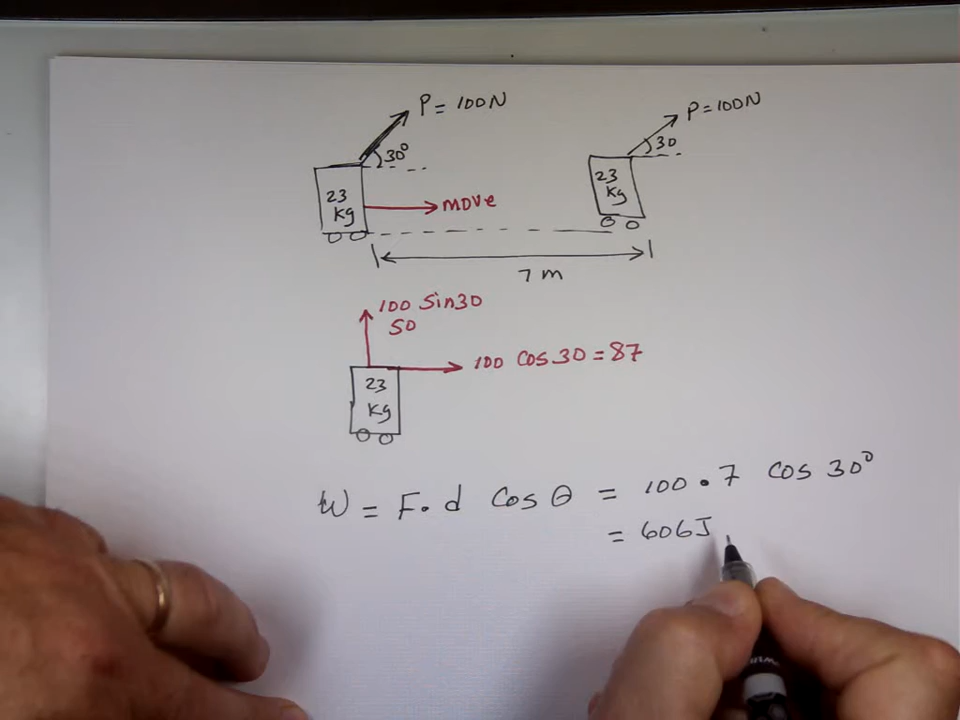 P = 100N
30°
23
kg
move
P = 100N
30
23
kg
7 m
100 Sin30
50
100 cos 30 = 87
23
kg
W = F. d Cos θ = 100 • 7 cos 30°
= 606J